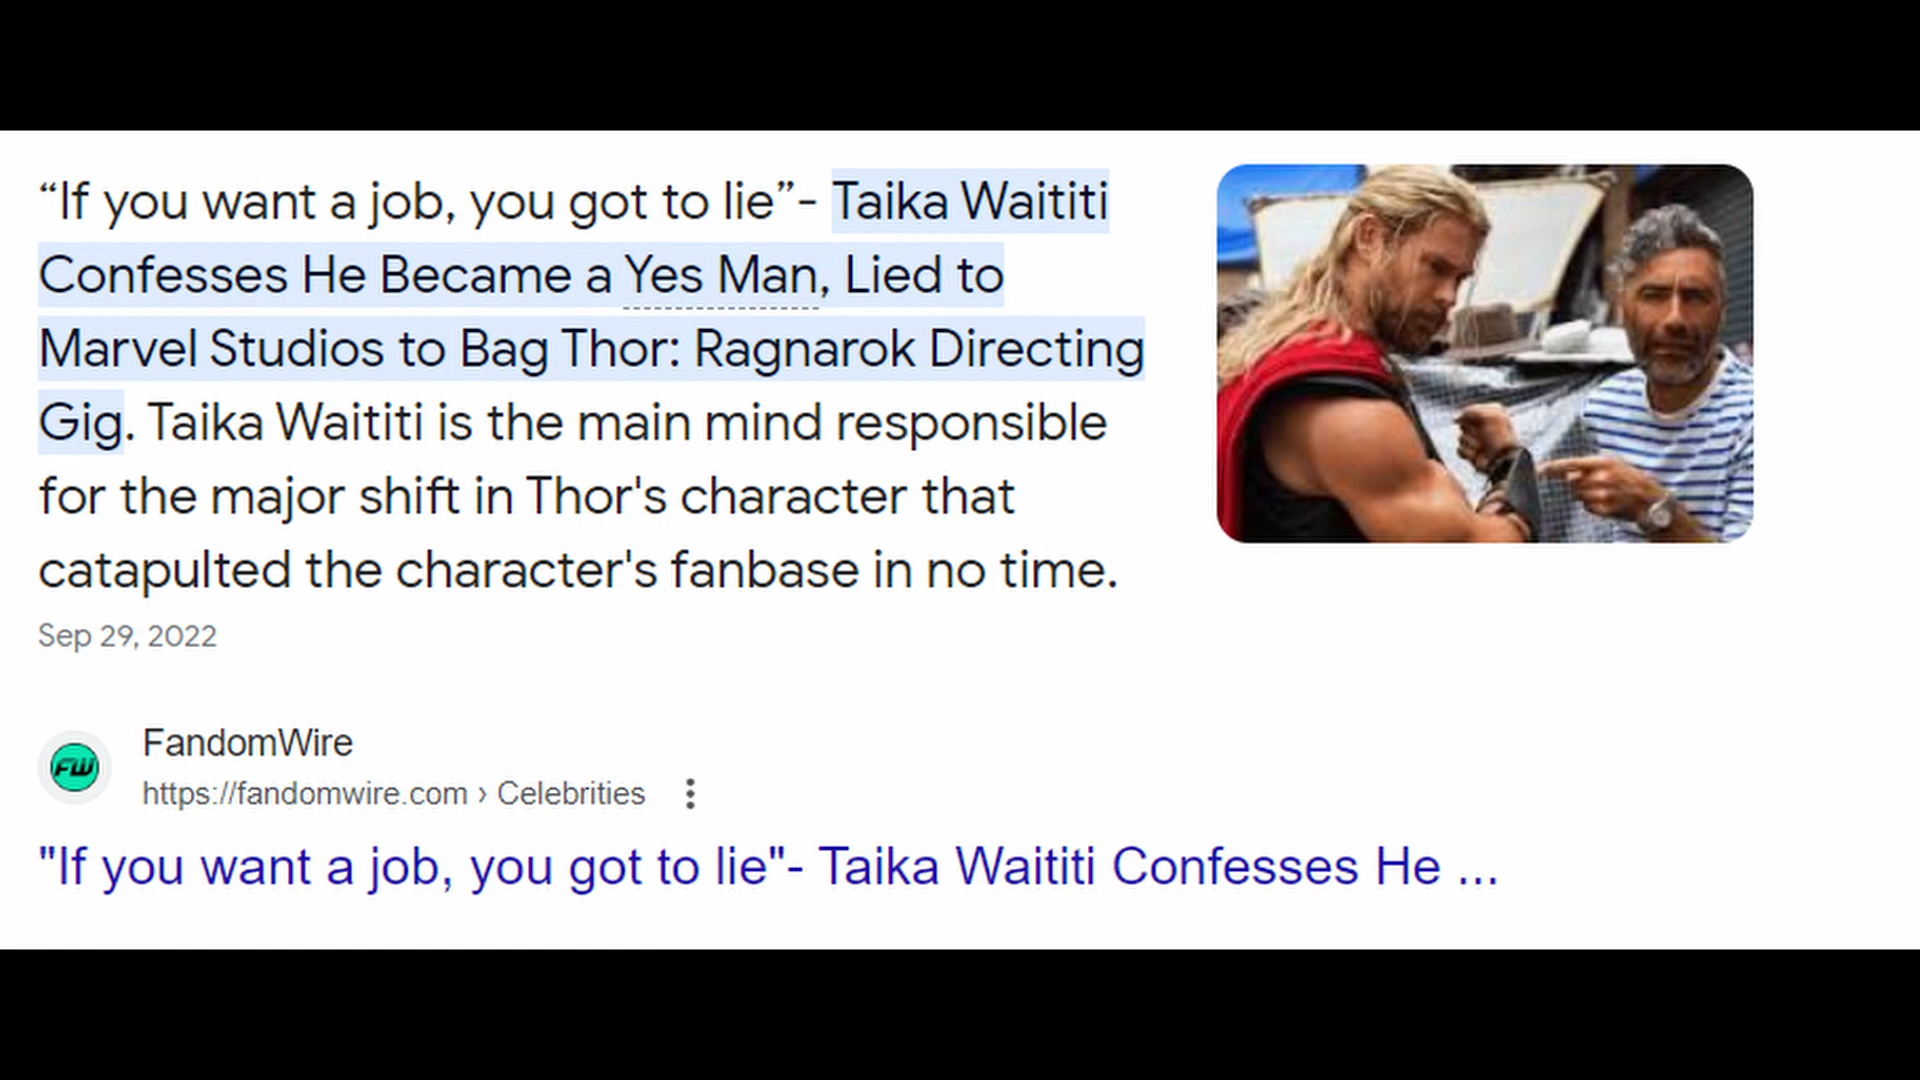 “If you want a job, you got to lie”- Taika Waititi
Confesses He Became a Yes Man, Lied to
Marvel Studios to Bag Thor: Ragnarok Directing
Gig. Taika Waititi is the main mind responsible
for the major shift in Thor's character that
catapulted the character's fanbase in no time.
Sep 29, 2022
FW
FandomWire
https://fandomwire.com › Celebrities
"If you want a job, you got to lie"- Taika Waititi Confesses He ...